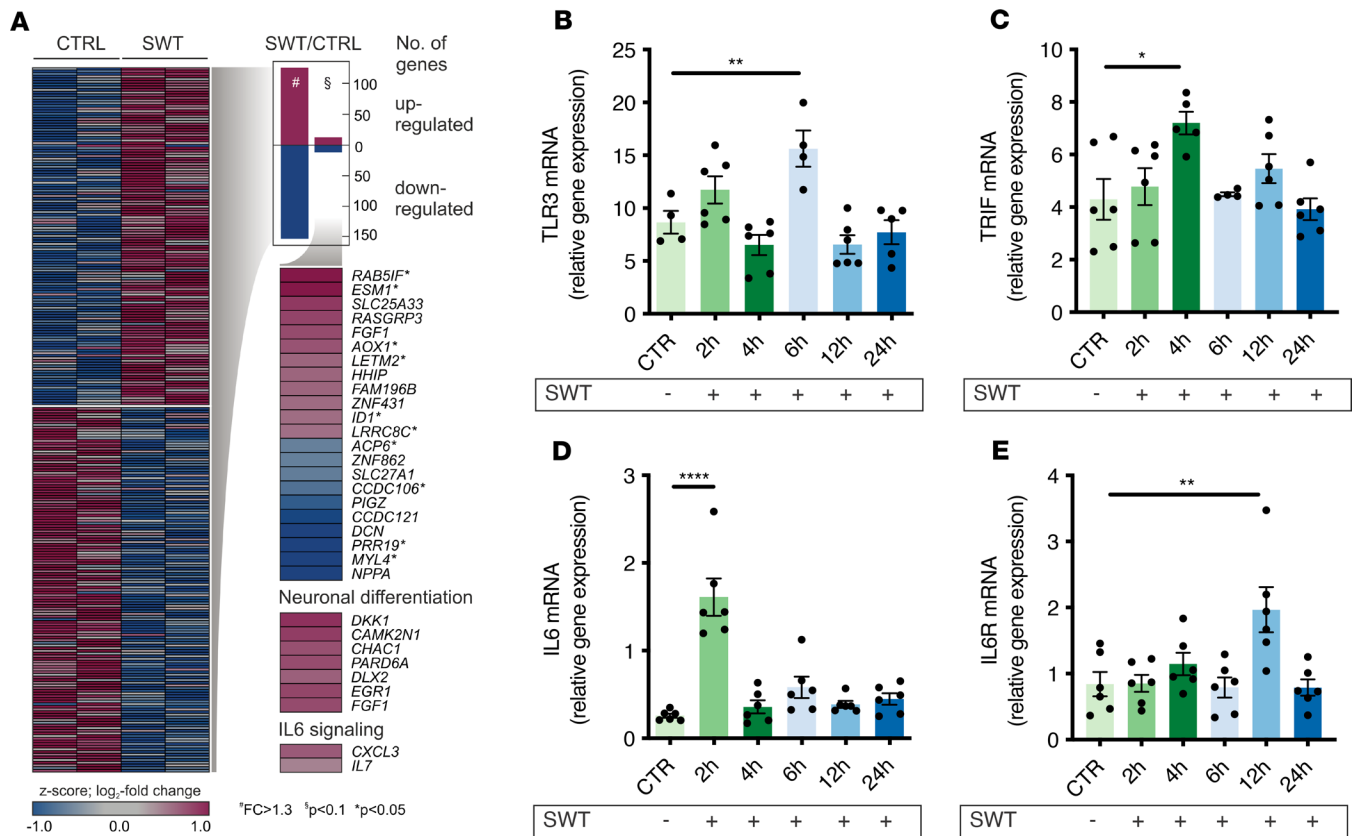 A
CTRL
SWT
SWT/CTRL
No. of
genes
#
§
100
50
0
50
100
150
up-
regulated
down-
regulated
RAB5IF*
ESM1*
SLC25A33
RASGRP3
FGF1
AOX1*
LETM2*
HHIP
FAM196B
ZNF431
ID1*
LRRC8C*
ACP6*
ZNF862
SLC27A1
CCDC106*
PIGZ
CCDC121
DCN
PRR19*
MYL4*
NPPA
Neuronal differentiation
DKK1
CAMK2N1
CHAC1
PARD6A
DLX2
EGR1
FGF1
IL6 signaling
CXCL3
IL7
z-score; log2-fold change
-1.0 0.0 1.0
#FC>1.3 §p<0.1 *p<0.05
B
TLR3 mRNA
(relative gene expression)
25
20
15
10
5
0
**
CTR 2h 4h 6h 12h 24h
SWT - + + + + +
C
TRIF mRNA
(relative gene expression)
10
8
6
4
2
0
*
CTR 2h 4h 6h 12h 24h
SWT - + + + + +
D
IL6 mRNA
(relative gene expression)
3
2
1
0
****
CTR 2h 4h 6h 12h 24h
SWT - + + + + +
E
IL6R mRNA
(relative gene expression)
4
3
2
1
0
**
CTR 2h 4h 6h 12h 24h
SWT - + + + + +